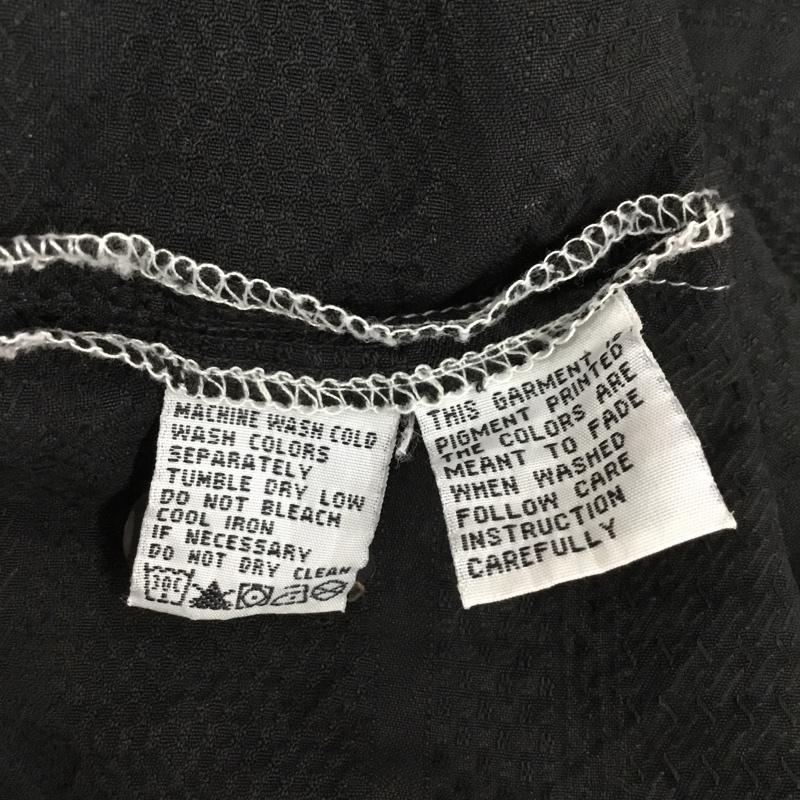 MACHINE WASH COLD
WASH COLORS
SEPARATELY
TUMBLE DRY LOW
DO NOT BLEACH
COOL IRON
IF NECESSARY
DO NOT DRY CLEAN
30C
THIS GARMENT IS
PIGMENT PRINTED
THE COLORS ARE
MEANT TO FADE
WHEN WASHED
FOLLOW CARE
INSTRUCTION
CAREFULLY